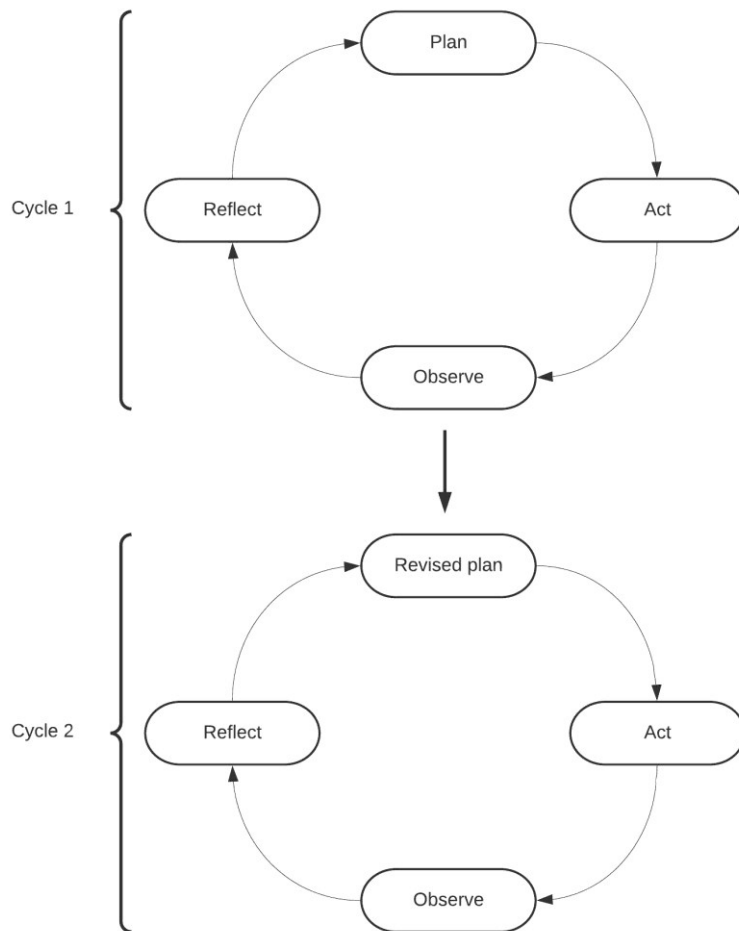 Plan
Cycle 1
Reflect
Act
Observe
Revised plan
Cycle 2
Reflect
Act
Observe